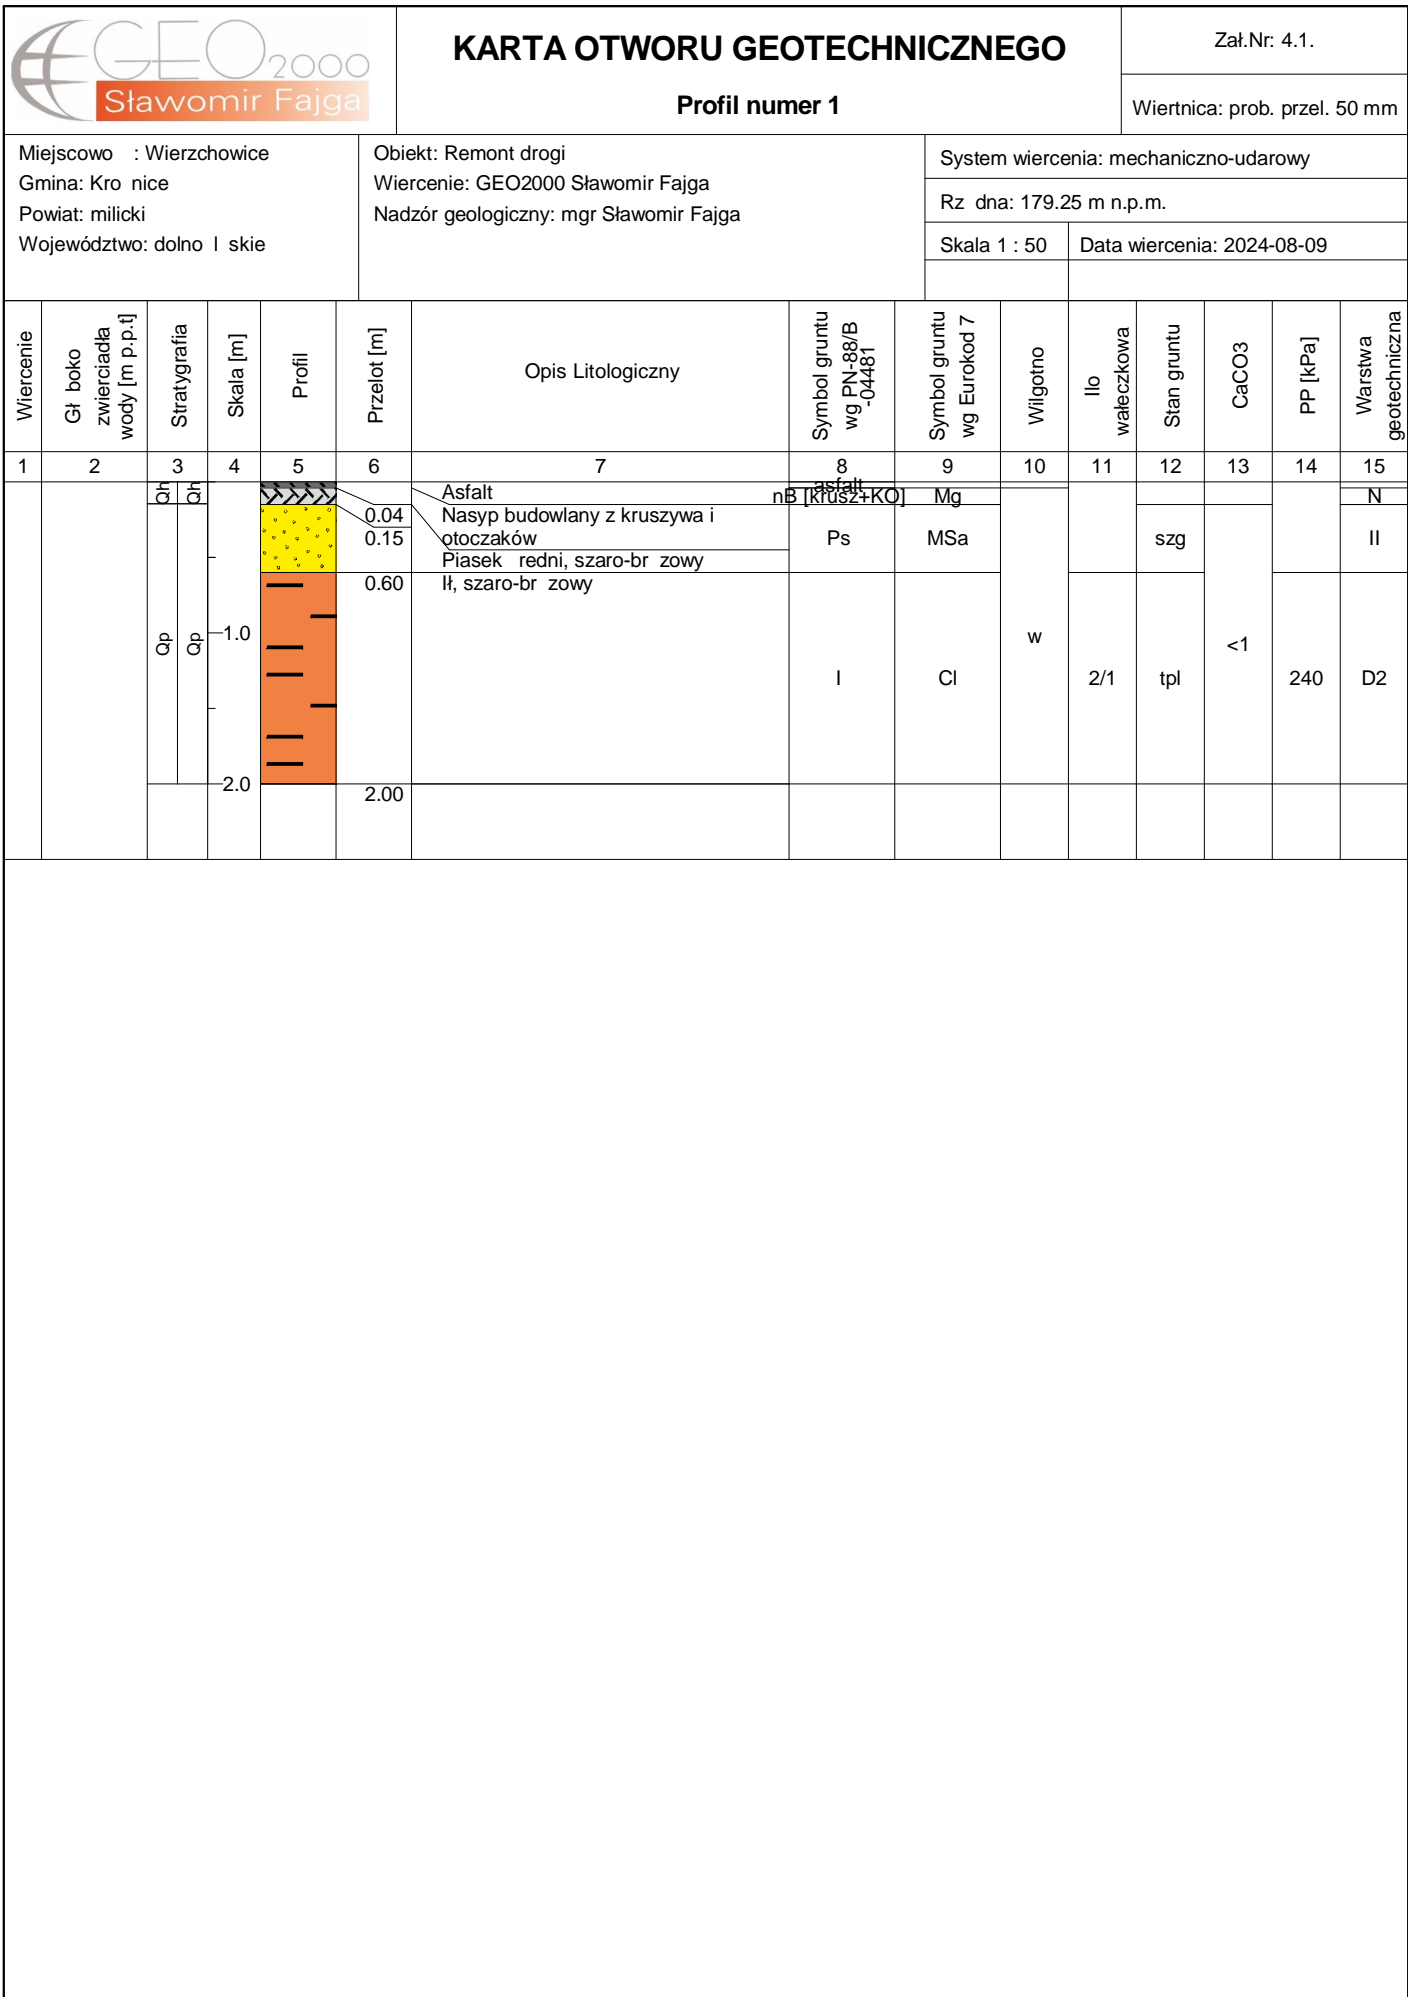 GEO2000
Sławomir Fajga
KARTA OTWORU GEOTECHNICZNEGO
Profil numer 1
Zał.Nr: 4.1.
Wiertnica: prob. przel. 50 mm
Miejscowo : Wierzchowice
Gmina: Kro nice
Powiat: milicki
Województwo: dolno l skie
Obiekt: Remont drogi
Wiercenie: GEO2000 Sławomir Fajga
Nadzór geologiczny: mgr Sławomir Fajga
System wiercenia: mechaniczno-udarowy
Rz dna: 179.25 m n.p.m.
Skala 1 : 50
Data wiercenia: 2024-08-09
Wiercenie
Gł boko
zwierciadła
wody [m p.p.t]
Stratygrafia
Skala [m]
Profil
Przelot [m]
Opis Litologiczny
Symbol gruntu
wg PN-88/B
-04481
Symbol gruntu
wg Eurokod 7
Wilgotno
Ilo
wałeczkowa
Stan gruntu
CaCO3
PP [kPa]
Warstwa
geotechniczna
1 2 3 4 5 6 7 8 9 10 11 12 13 14 15
Qh Qh
Asfalt
asfalt
nB [krusz+KO] Mg N
0.04 Nasyp budowlany z kruszywa i
0.15 otoczaków
Ps MSa szg II
Piasek redni, szaro-br zowy
0.60 Ił, szaro-br zowy
Qp Qp
1.0
w
<1
I Cl 2/1 tpl 240 D2
2.0
2.00